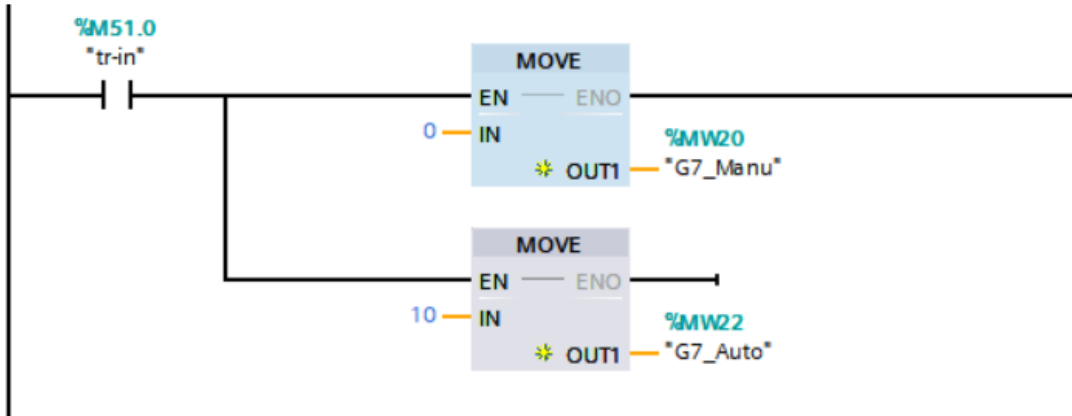 %M51.0
"tr-in"
MOVE
EN ENO
0 IN
%MW20
OUT1 "G7_Manu"
MOVE
EN ENO
10 IN
%MW22
OUT1 "G7_Auto"